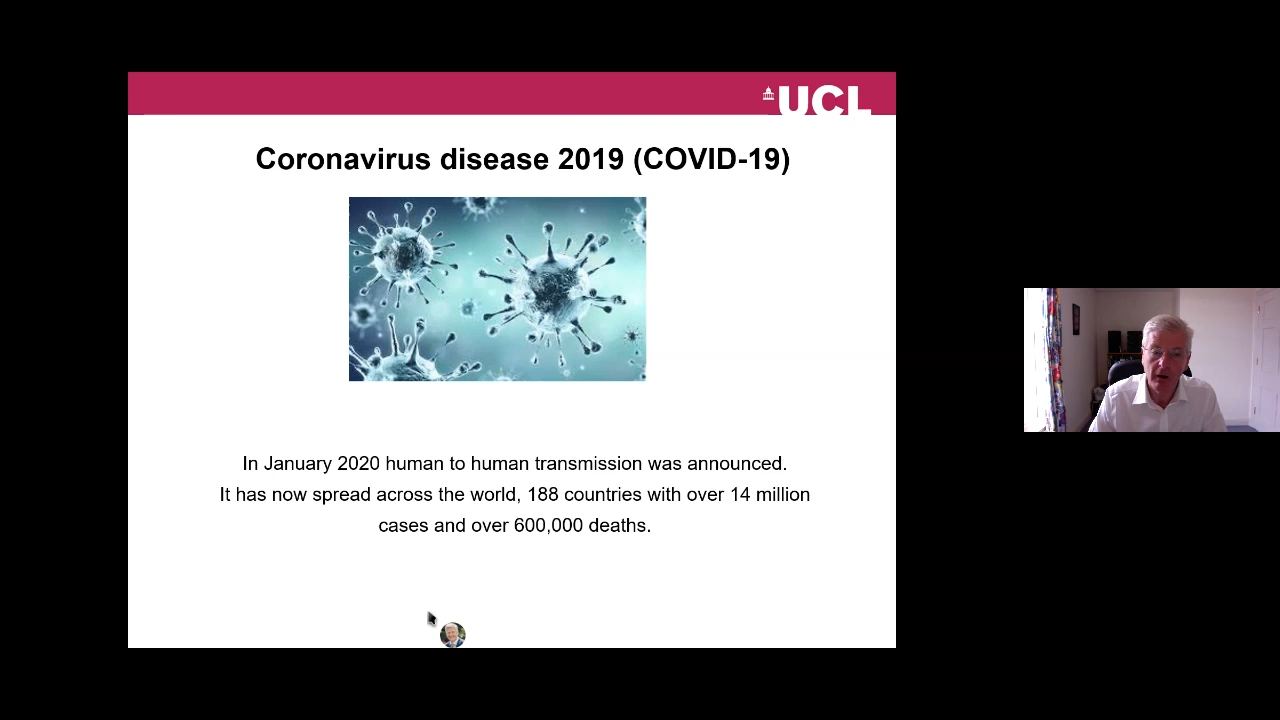 UCL
Coronavirus disease 2019 (COVID-19)
In January 2020 human to human transmission was announced.
It has now spread across the world, 188 countries with over 14 million
cases and over 600,000 deaths.